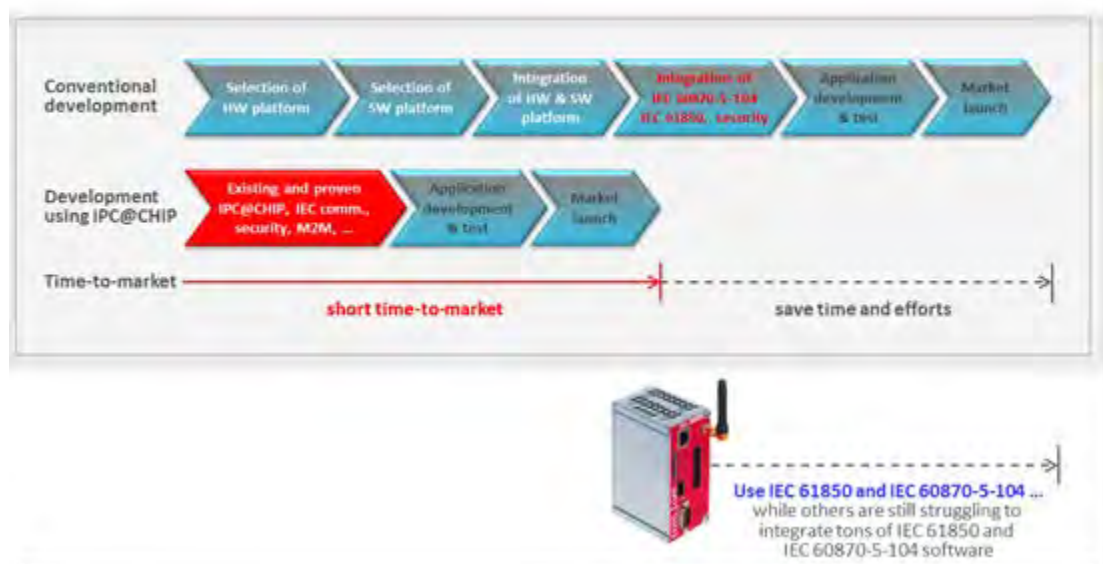 Conventional
development
Selection of
HW platform
Selection of
SW platform
Integration
of HW & SW
platform
Integration of
IEC 60870-5-104
IEC 61850, security
Application
development
& test
Market
launch
Development
using IPC@CHIP
Existing and proven
IPC@CHIP, IEC comm.,
security, M2M, ...
Application
development
& test
Market
launch
Time-to-market
short time-to-market
save time and efforts
Use IEC 61850 and IEC 60870-5-104 ...
while others are still struggling to
integrate tons of IEC 61850 and
IEC 60870-5-104 software